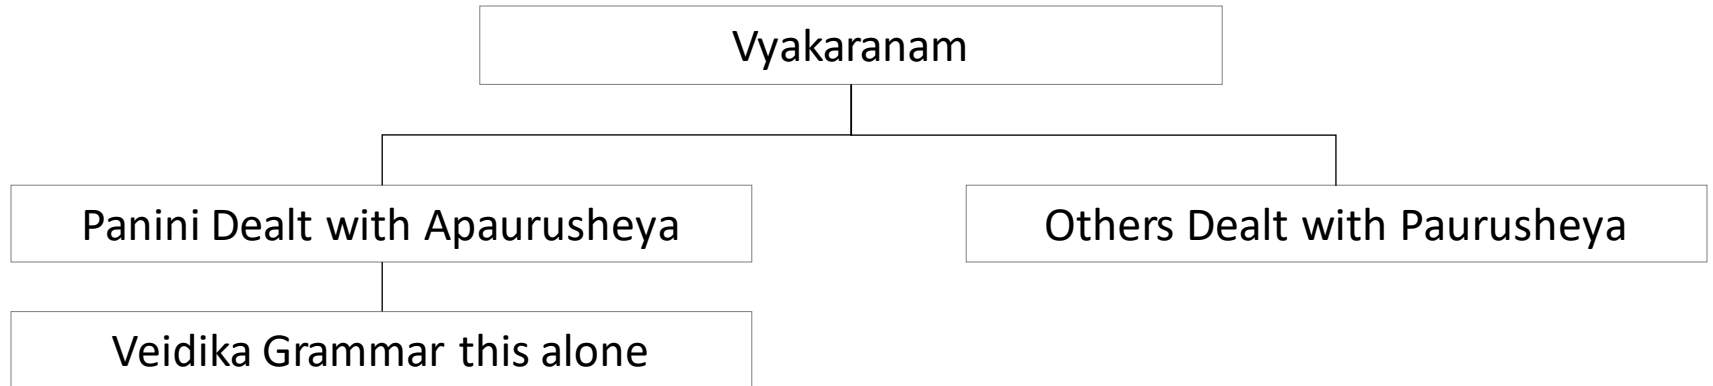 Vyakaranam
Panini Dealt with Apaurusheya
Others Dealt with Paurusheya
Veidika Grammar this alone